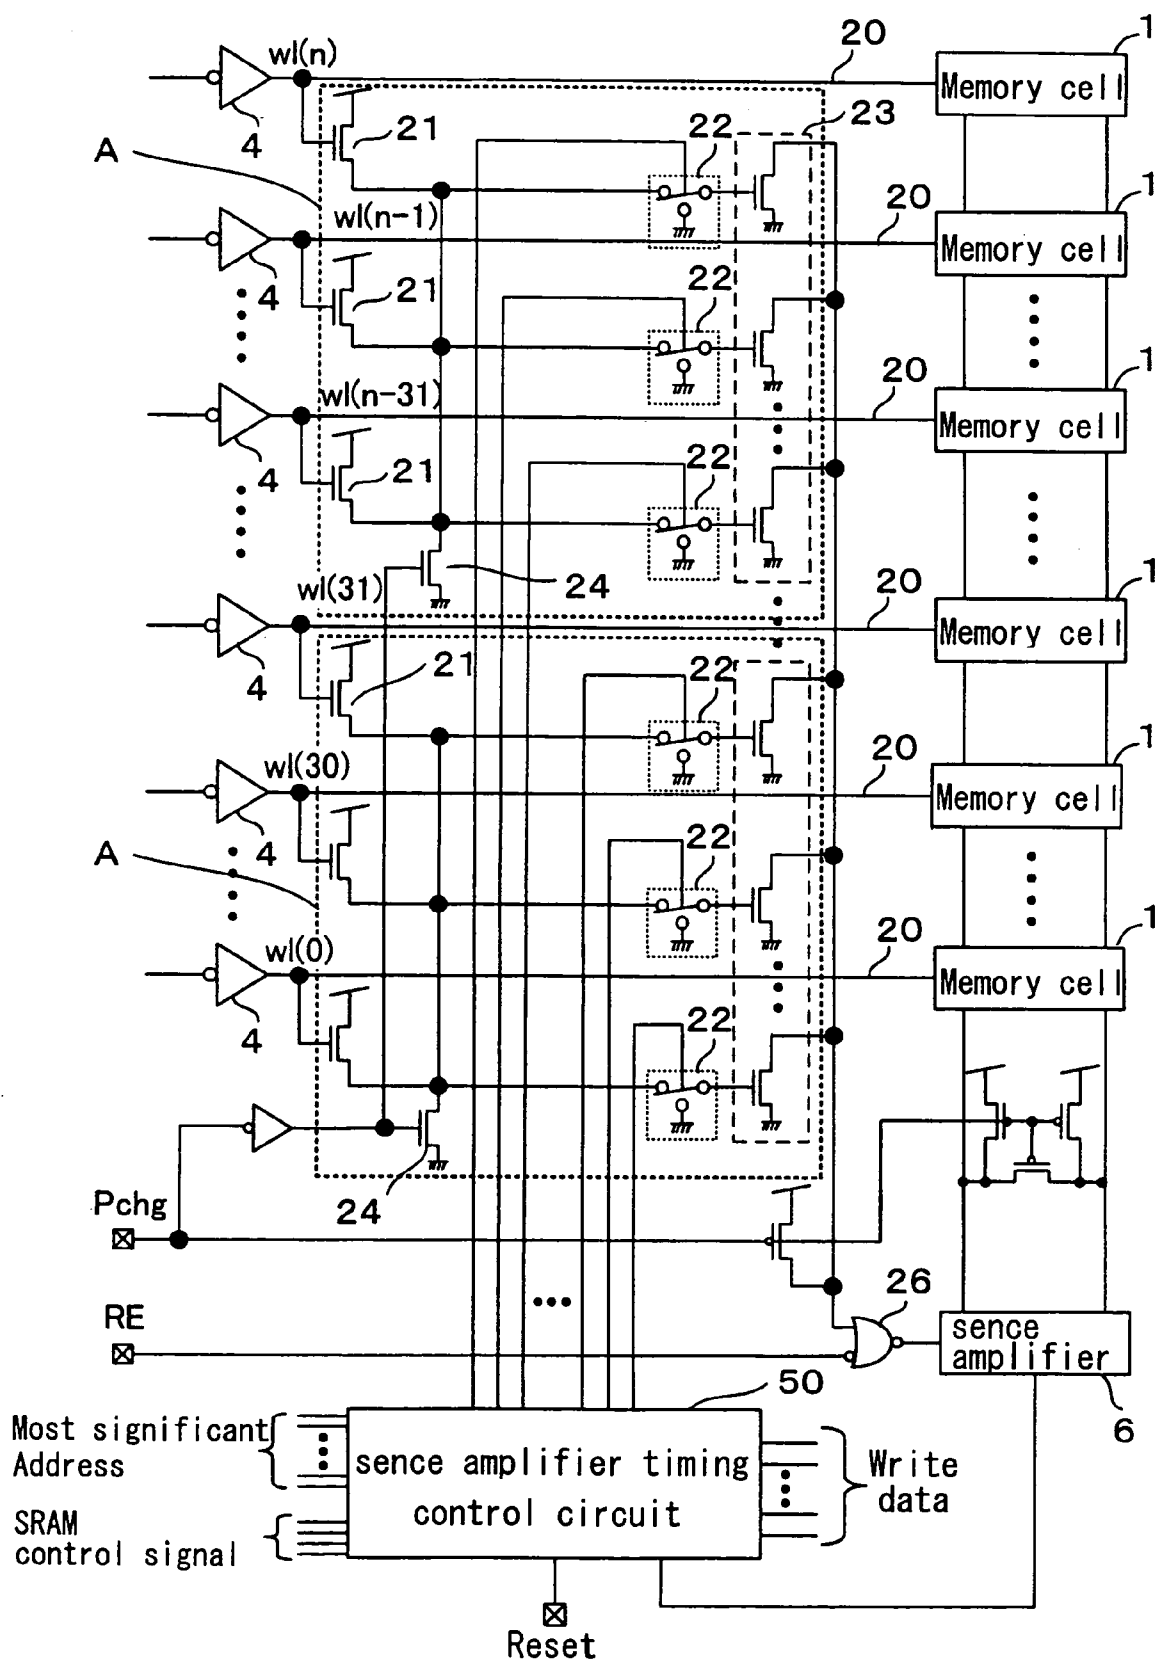 wl(n)
20
1
Memory cell
4
21
22
23
A
wl(n-1)
20
1
Memory cell
4
21
22
wl(n-31)
20
1
Memory cell
4
21
22
24
wl(31)
20
1
Memory cell
4
21
22
wl(30)
20
1
Memory cell
A
4
22
wl(0)
20
1
Memory cell
4
22
Pchg
24
RE
26
sence
amplifier
6
50
Most significant
Address
sence amplifier timing
control circuit
Write
data
SRAM
control signal
Reset